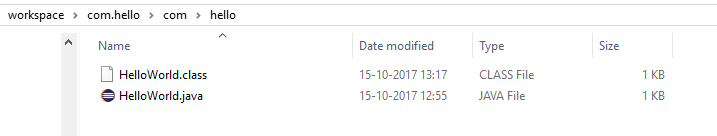 workspace > com.hello > com > hello
Name Date modified Type Size
HelloWorld.class 15-10-2017 13:17 CLASS File 1 KB
HelloWorld.java 15-10-2017 12:55 JAVA File 1 KB